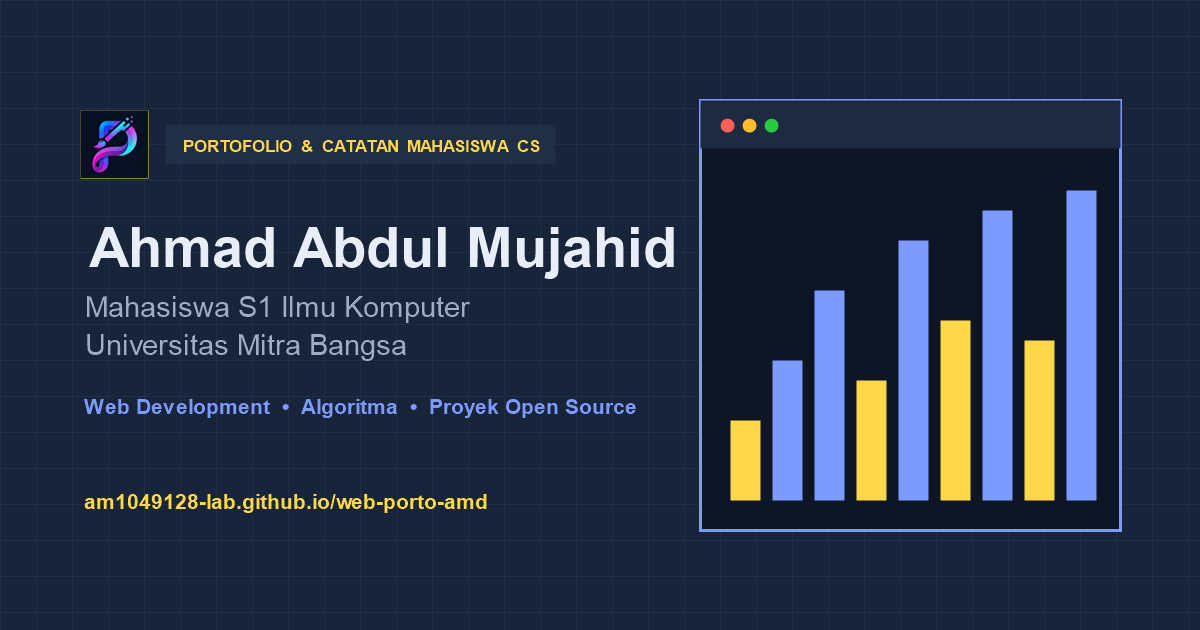 PORTOFOLIO & CATATAN MAHASISWA CS
Ahmad Abdul Mujahid
Mahasiswa S1 Ilmu Komputer
Universitas Mitra Bangsa
Web Development • Algoritma • Proyek Open Source
am1049128-lab.github.io/web-porto-amd